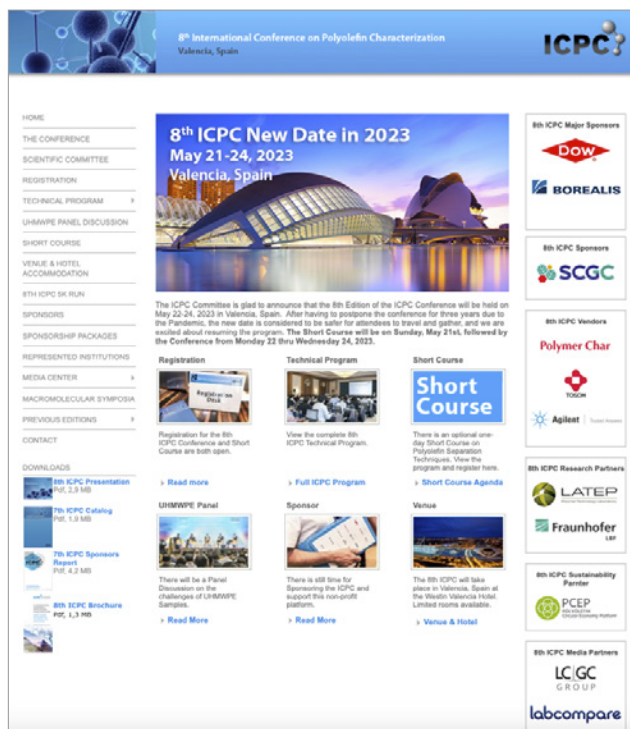 8th International Conference on Polyolefin Characterization
Valencia, Spain
ICPC
HOME
THE CONFERENCE
SCIENTIFIC COMMITTEE
REGISTRATION
TECHNICAL PROGRAM
UHMWPE PANEL DISCUSSION
SHORT COURSE
VENUE & HOTEL
ACCOMMODATION
8TH ICPC 5K RUN
SPONSORS
SPONSORSHIP PACKAGES
REPRESENTED INSTITUTIONS
MEDIA CENTER
MACROMOLECULAR SYMPOSIA
PREVIOUS EDITIONS
CONTACT
DOWNLOADS
8th ICPC Presentation
Pdf, 2,9 MB
7th ICPC Catalog
Pdf, 1,9 MB
7th ICPC Sponsors
Report
Pdf, 4,2 MB
8th ICPC Brochure
Pdf, 1,3 MB
8th ICPC New Date in 2023
May 21-24, 2023
Valencia, Spain
The ICPC Committee is glad to announce that the 8th Edition of the ICPC Conference will be held on
May 22-24, 2023 in Valencia, Spain. After having to postpone the conference for three years due to
the Pandemic, the new date is considered to be safer for attendees to travel and gather, and we are
excited about resuming the program. The Short Course will be on Sunday, May 21st, followed by
the Conference from Monday 22 thru Wednesday 24, 2023.
Registration
Registration
Desk
Registration for the 8th
ICPC Conference and Short
Course are both open.
Read more
Technical Program
View the complete 8th
ICPC Technical Program.
Full ICPC Program
Short Course
Short
Course
There is an optional one-
day Short Course on
Polyolefin Separation
Techniques. View the
program and register here.
Short Course Agenda
UHMWPE Panel
There will be a Panel
Discussion on the
challenges of UHMWPE
Samples.
Read More
Sponsor
There is still time for
Sponsoring the ICPC and
support this non-profit
platform.
Read More
Venue
The 8th ICPC will take
place in Valencia, Spain at
the Westin Valencia Hotel.
Limited rooms available.
Venue & Hotel
8th ICPC Major Sponsors
DOW
BOREALIS
8th ICPC Sponsors
SCGC
8th ICPC Vendors
Polymer Char
TOSOH
Agilent
Trusted Answers
8th ICPC Research Partners
LATEP
Fraunhofer
LBF
8th ICPC Sustainability
Parnter
PCEP
Circular Economy Platform
8th ICPC Media Partners
LC|GC
GROUP
labcompare